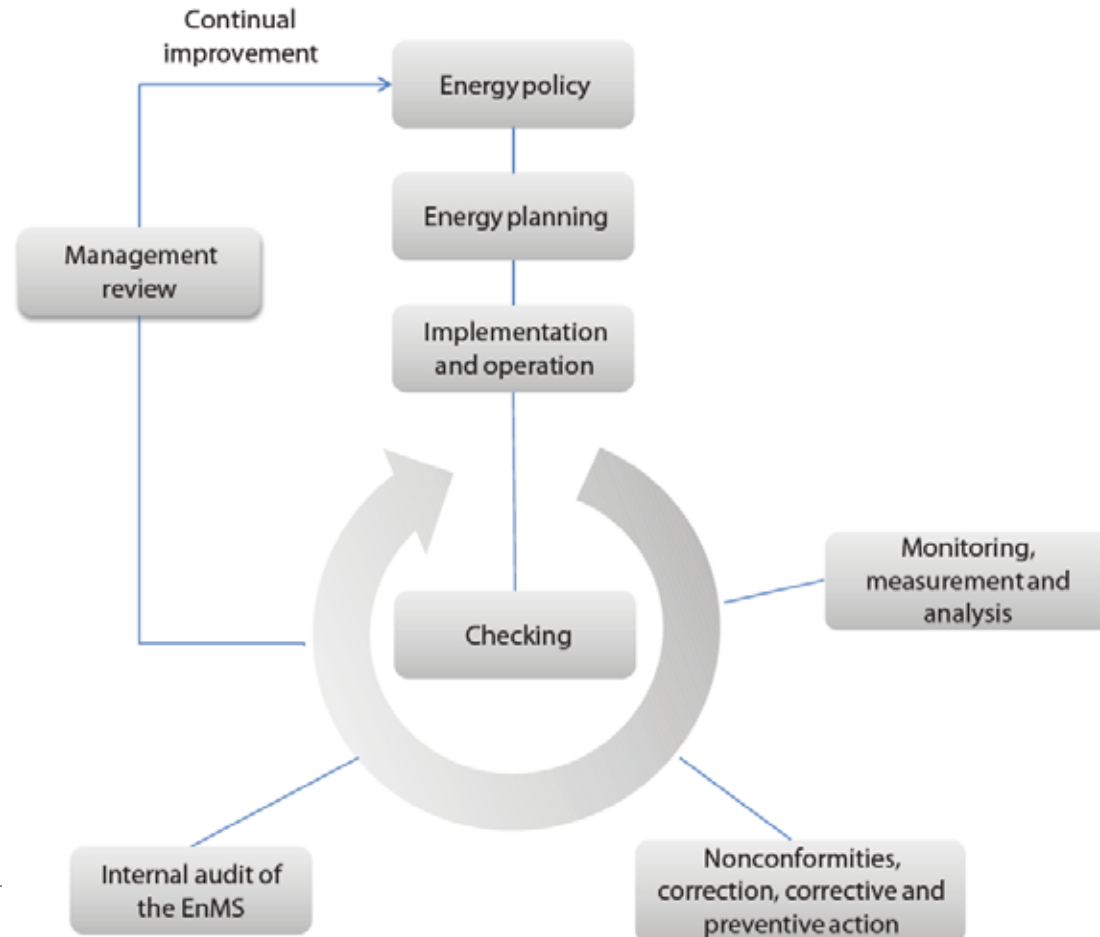 Continual
improvement
Energy policy
Energy planning
Management
review
Implementation
and operation
Monitoring,
measurement and
analysis
Checking
Internal audit of
the EnMS
Nonconformities,
correction, corrective and
preventive action